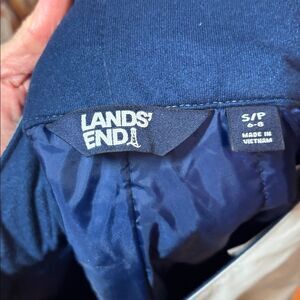 LANDS'
END
S/P
6-8
MADE IN
VIETNAM